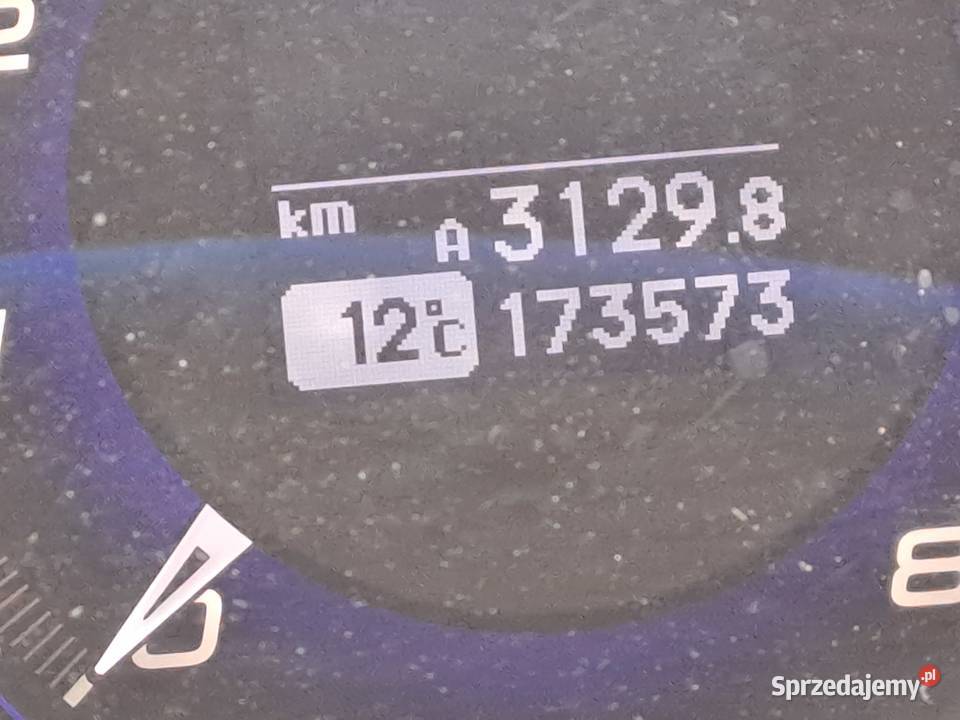 2
km A 3129.8
12°C 173573
8
0
Sprzedajemy.pl